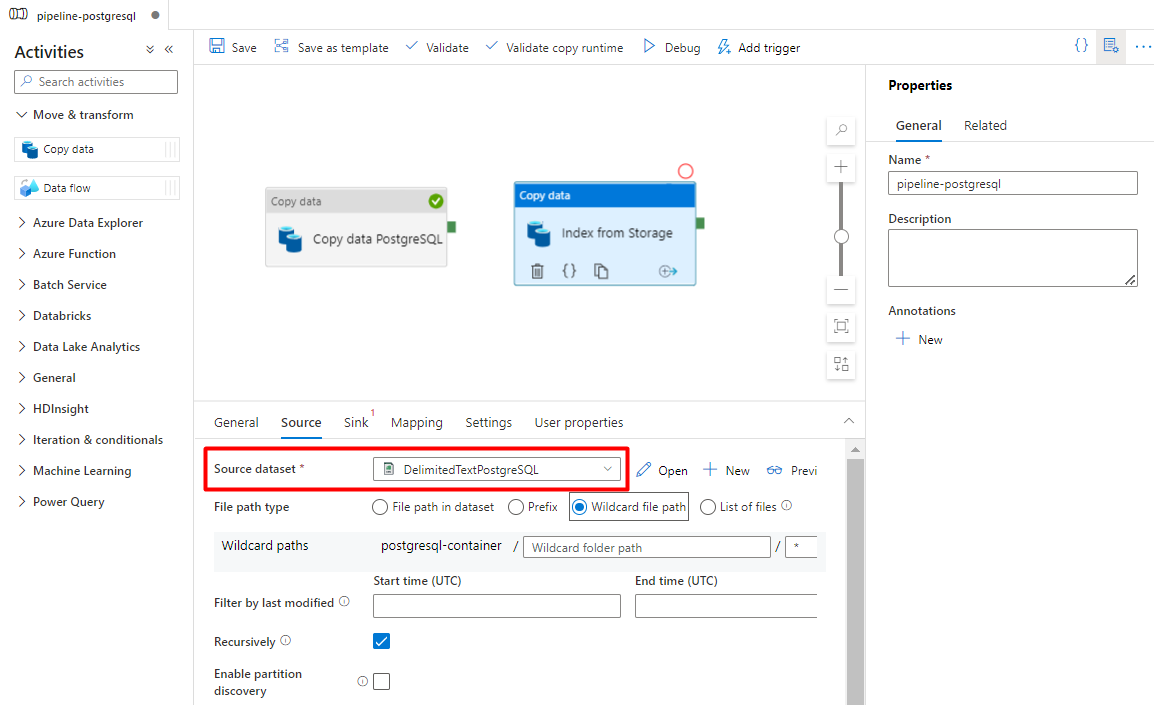 pipeline-postgresql
Activities
Search activities
Move & transform
Copy data
Data flow
Azure Data Explorer
Azure Function
Batch Service
Databricks
Data Lake Analytics
General
HDInsight
Iteration & conditionals
Machine Learning
Power Query
Save
Save as template
Validate
Validate copy runtime
Debug
Add trigger
Copy data
Copy data PostgreSQL
Copy data
Index from Storage
General
Source
Sink 1
Mapping
Settings
User properties
Source dataset *
DelimitedTextPostgreSQL
Open
New
Previ
File path type
File path in dataset
Prefix
Wildcard file path
List of files
Wildcard paths
postgresql-container / Wildcard folder path / *
Start time (UTC)
End time (UTC)
Filter by last modified
Recursively
Enable partition
discovery
Properties
General
Related
Name *
pipeline-postgresql
Description
Annotations
New